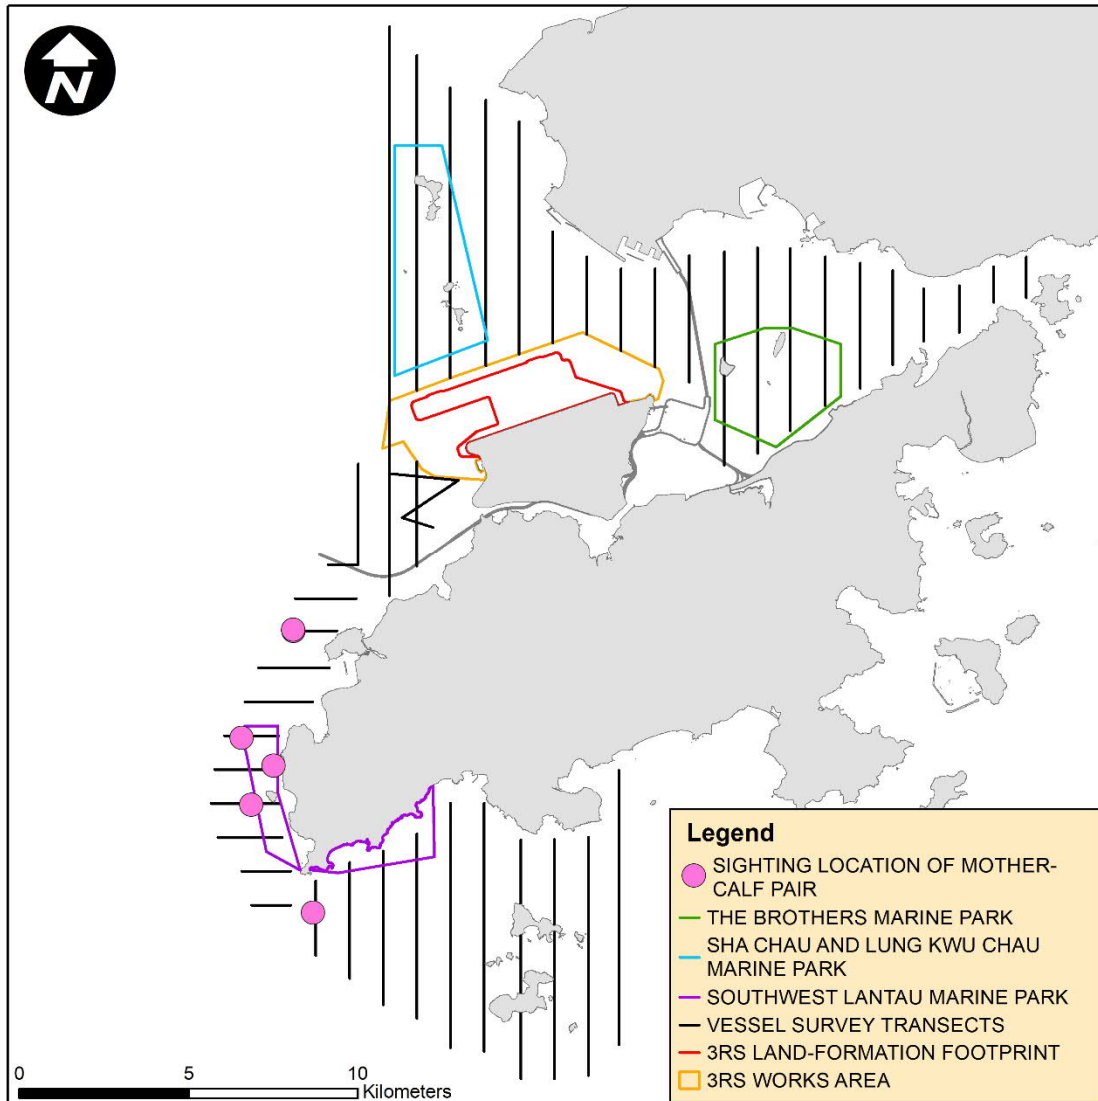 N
Legend
SIGHTING LOCATION OF MOTHER-
CALF PAIR
THE BROTHERS MARINE PARK
SHA CHAU AND LUNG KWU CHAU
MARINE PARK
SOUTHWEST LANTAU MARINE PARK
VESSEL SURVEY TRANSECTS
3RS LAND-FORMATION FOOTPRINT
3RS WORKS AREA
0 5 10
Kilometers